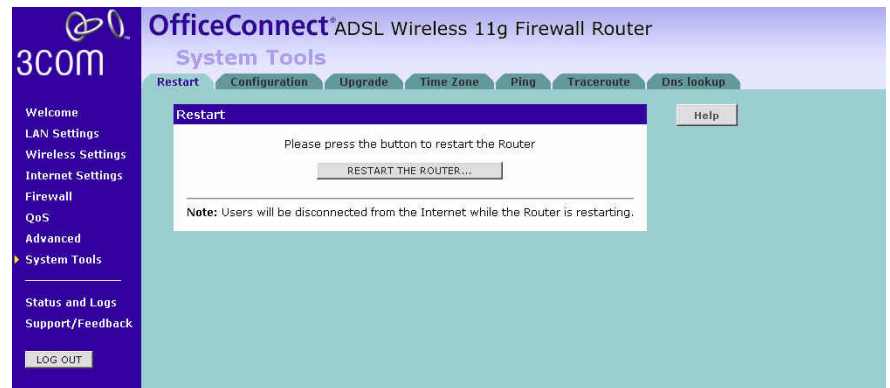 3COM
OfficeConnect® ADSL Wireless 11g Firewall Router
System Tools
Restart Configuration Upgrade Time Zone Ping Traceroute Dns lookup
Welcome
LAN Settings
Wireless Settings
Internet Settings
Firewall
QoS
Advanced
System Tools
Status and Logs
Support/Feedback
LOG OUT
Restart
Please press the button to restart the Router
RESTART THE ROUTER...
Note: Users will be disconnected from the Internet while the Router is restarting.
Help